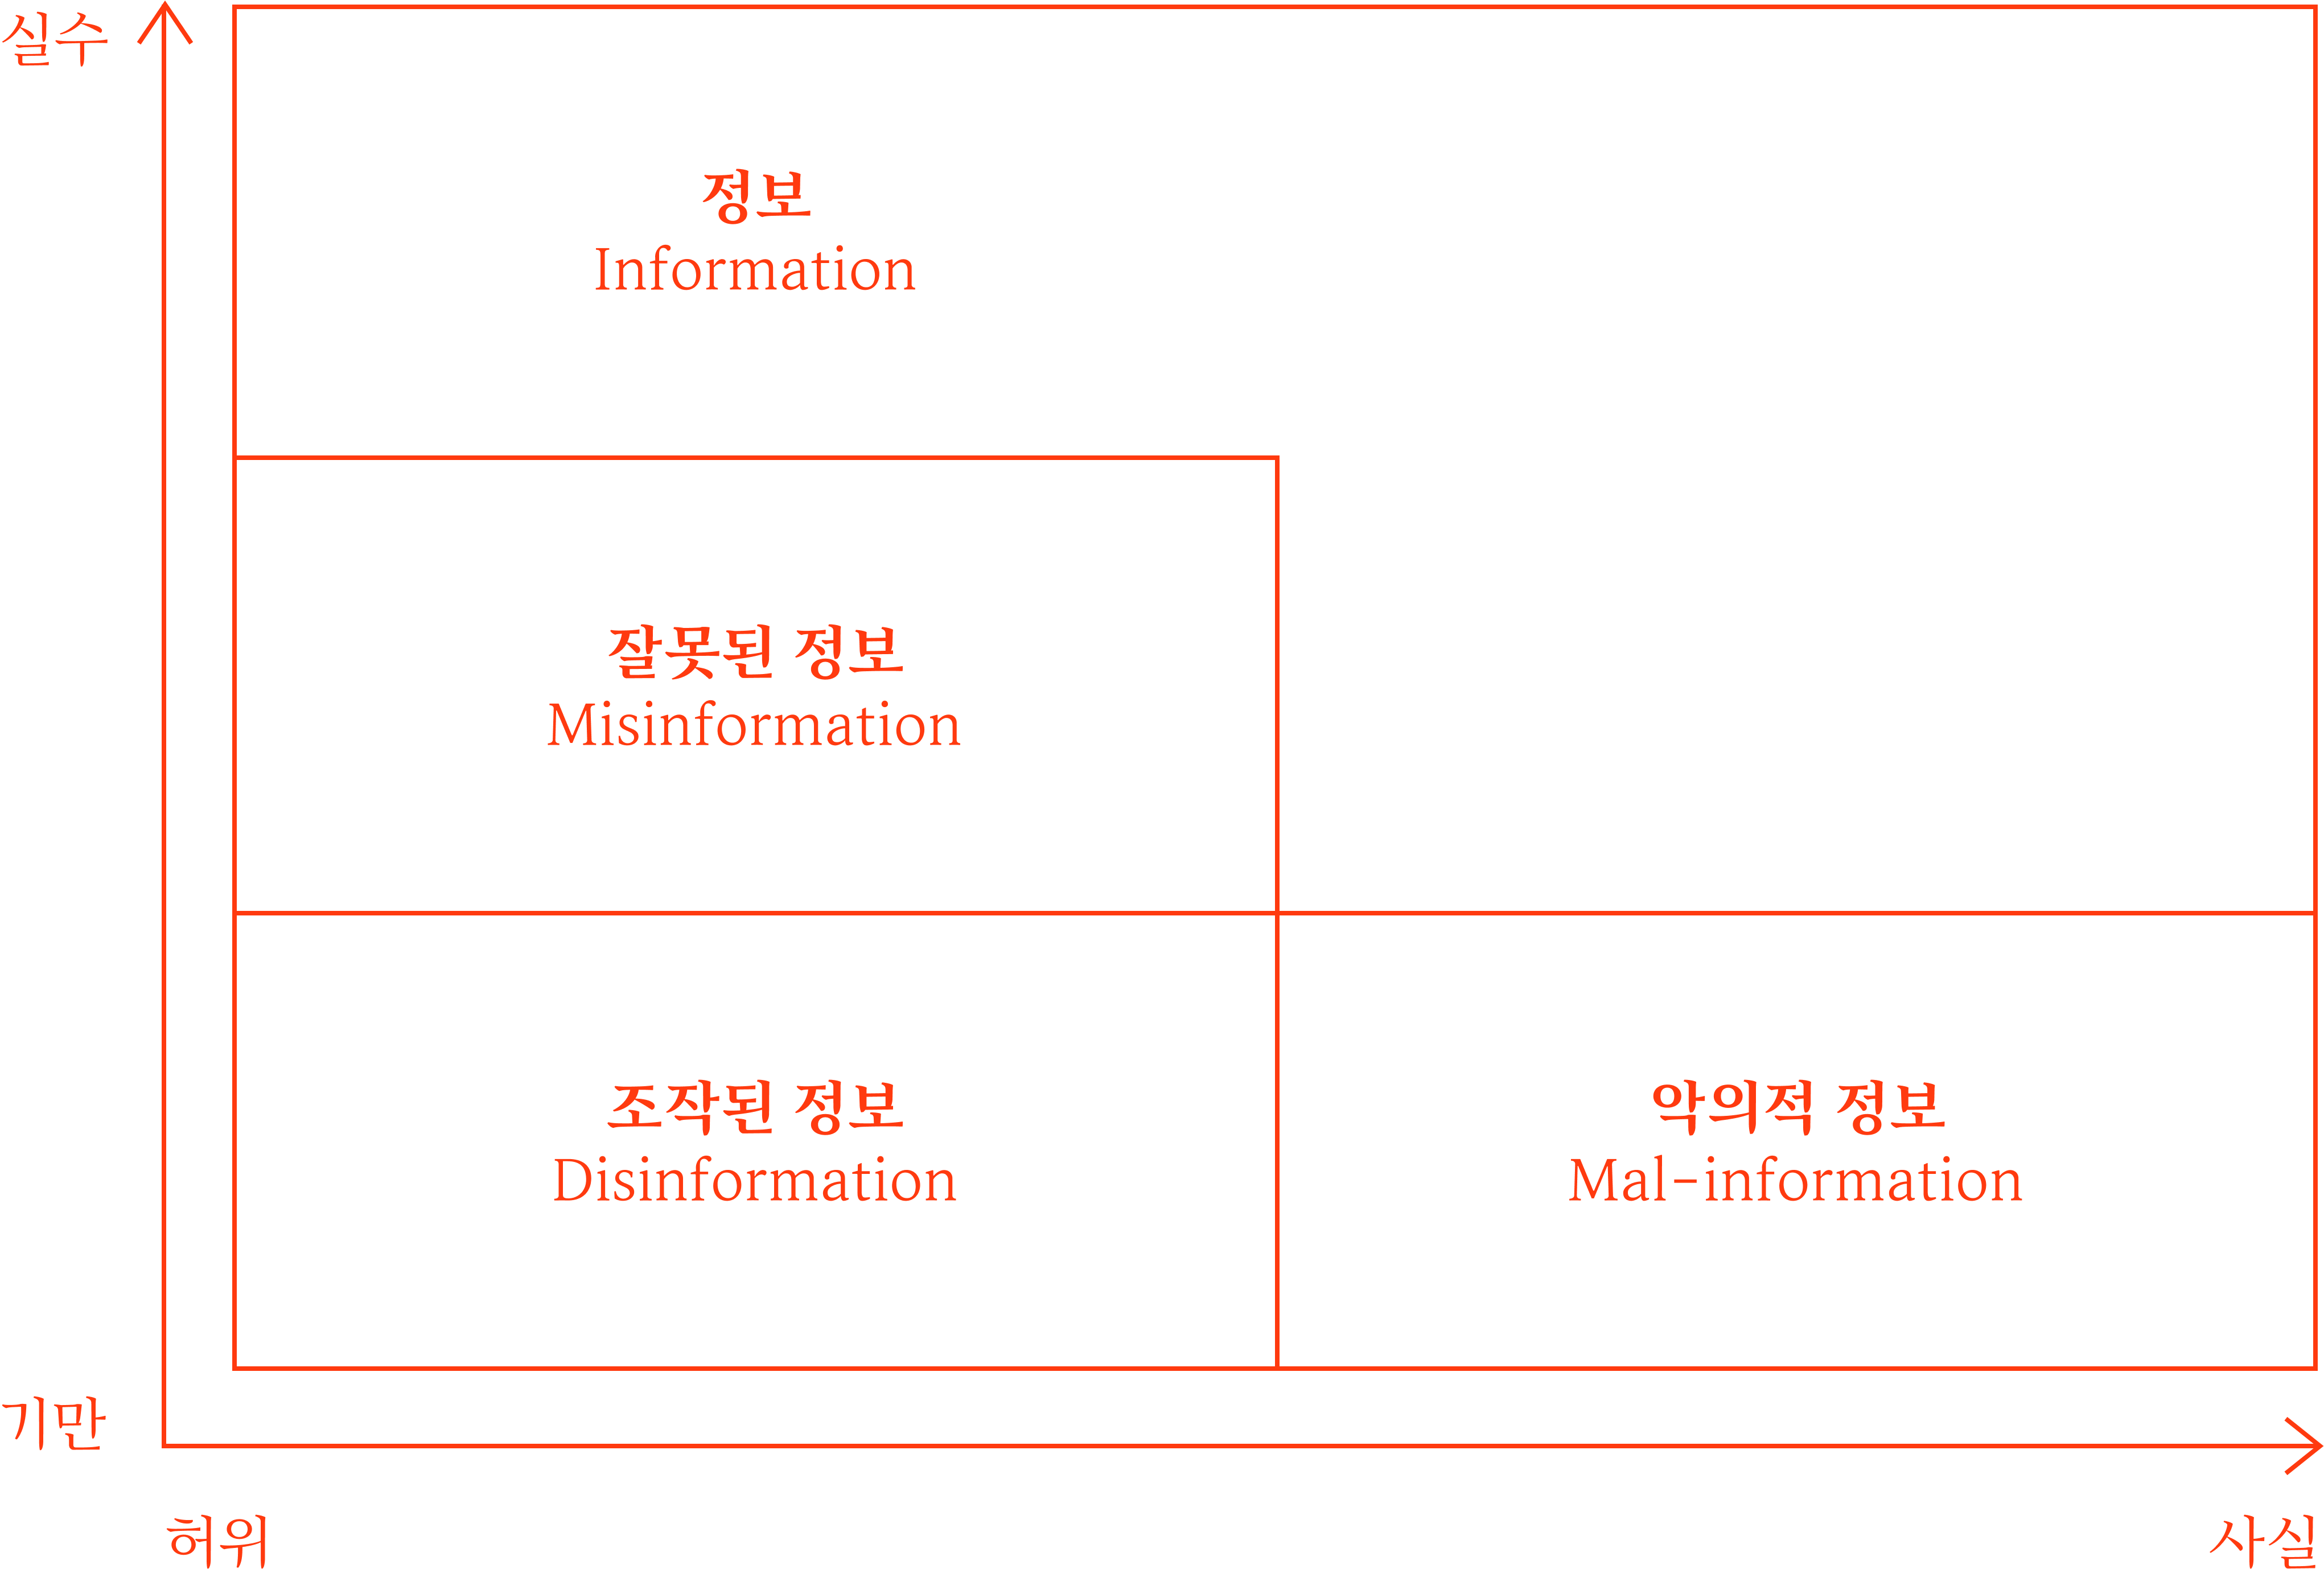 실수
정보
Information
잘못된 정보
Misinformation
조작된 정보
Disinformation
악의적 정보
Mal-information
기만
허위
사실